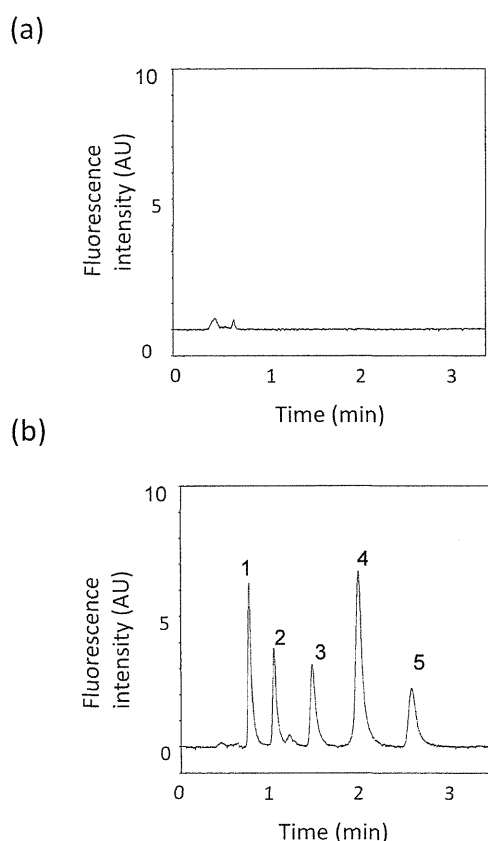 (a)
10
5
0
Fluorescence
intensity (AU)
0 1 2 3
Time (min)
(b)
10
5
0
Fluorescence
intensity (AU)
1
2
3
4
5
0 1 2 3
Time (min)